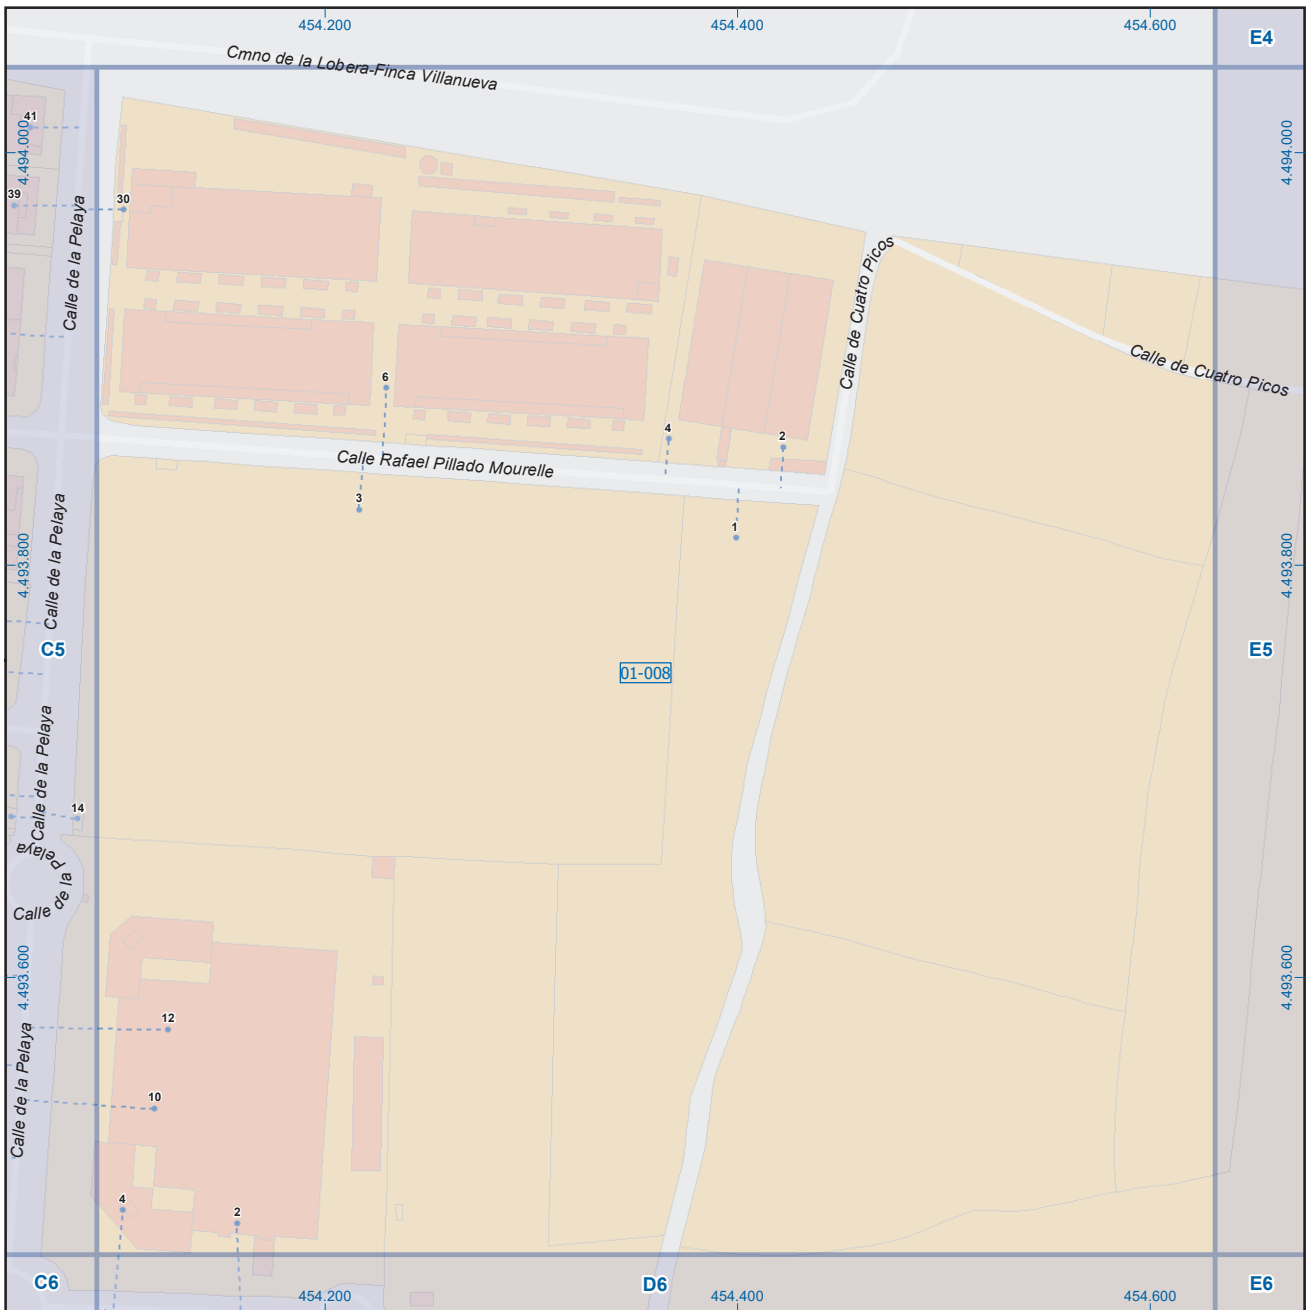 454.200
454.400
454.600
E4
Cmno de la Lobera-Finca Villanueva
41
4.494.000
4.494.000
39
30
Calle de la Pelaya
Calle de Cuatro Picos
Calle de Cuatro Picos
6
4
2
Calle Rafael Pillado Mourelle
3
1
Calle de la Pelaya
4.493.800
4.493.800
C5
01-008
E5
Calle de la Pelaya
14
Calle de la Pelaya
4.493.600
4.493.600
12
Calle de la Pelaya
10
4
2
C6
D6
E6
454.200
454.400
454.600